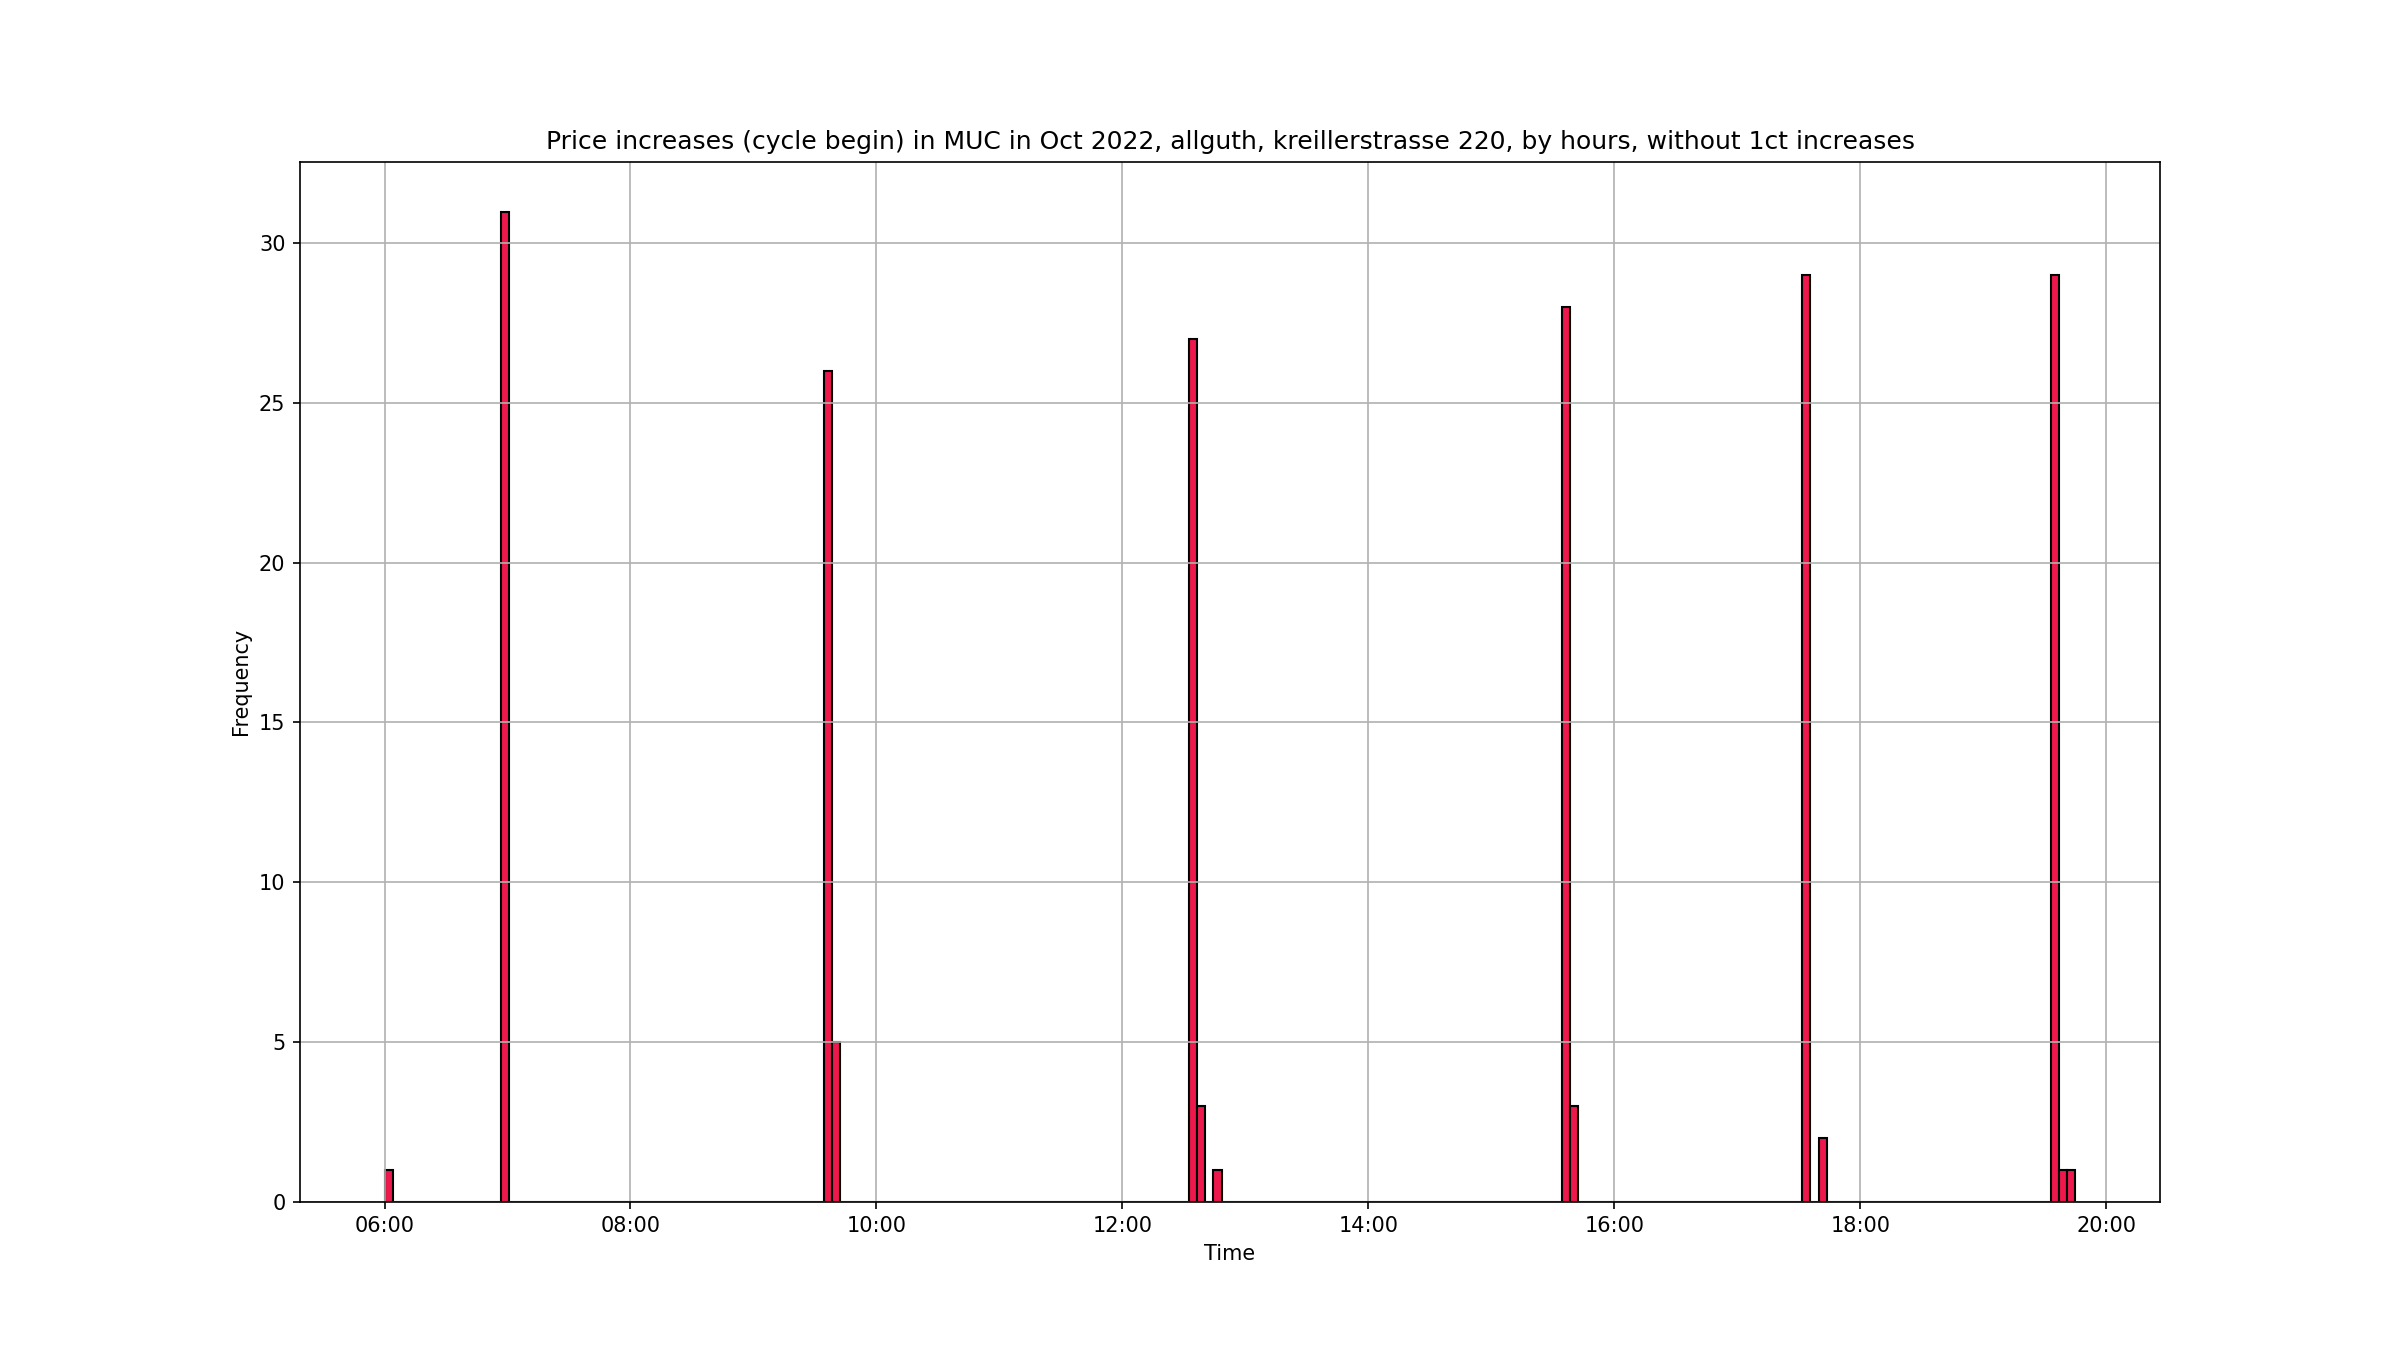 Price increases (cycle begin) in MUC in Oct 2022, allguth, kreillerstrasse 220, by hours, without 1ct increases
30
25
20
15
10
5
0
Frequency
06:00 08:00 10:00 12:00 14:00 16:00 18:00 20:00
Time